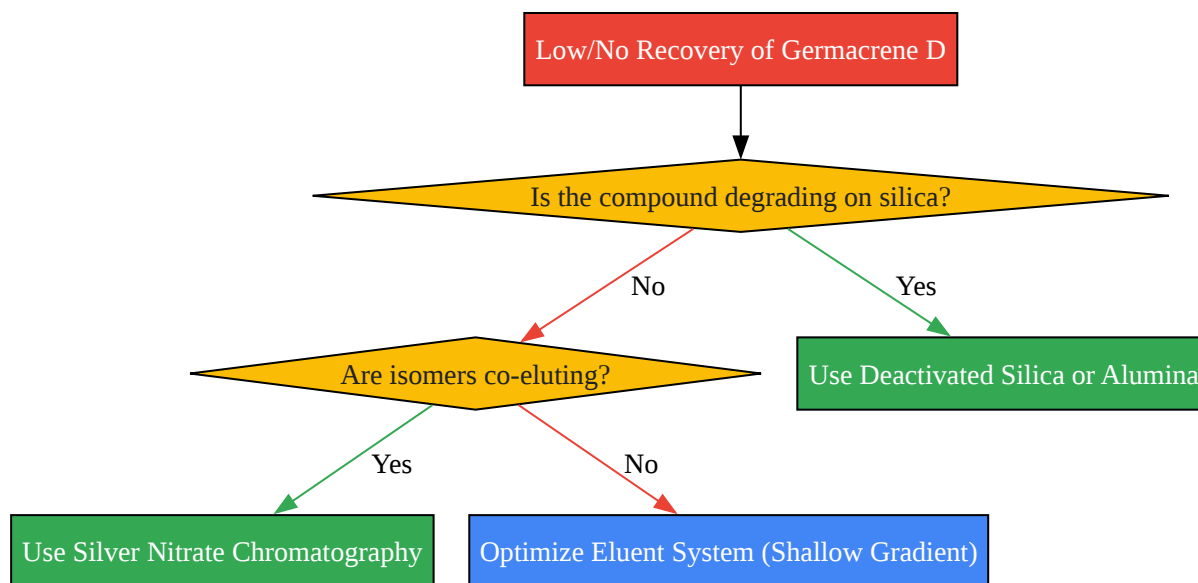 Low/No Recovery of Germacrene D
Is the compound degrading on silica?
No
Yes
Are isomers co-eluting?
Use Deactivated Silica or Alumina
Yes
No
Use Silver Nitrate Chromatography
Optimize Eluent System (Shallow Gradient)